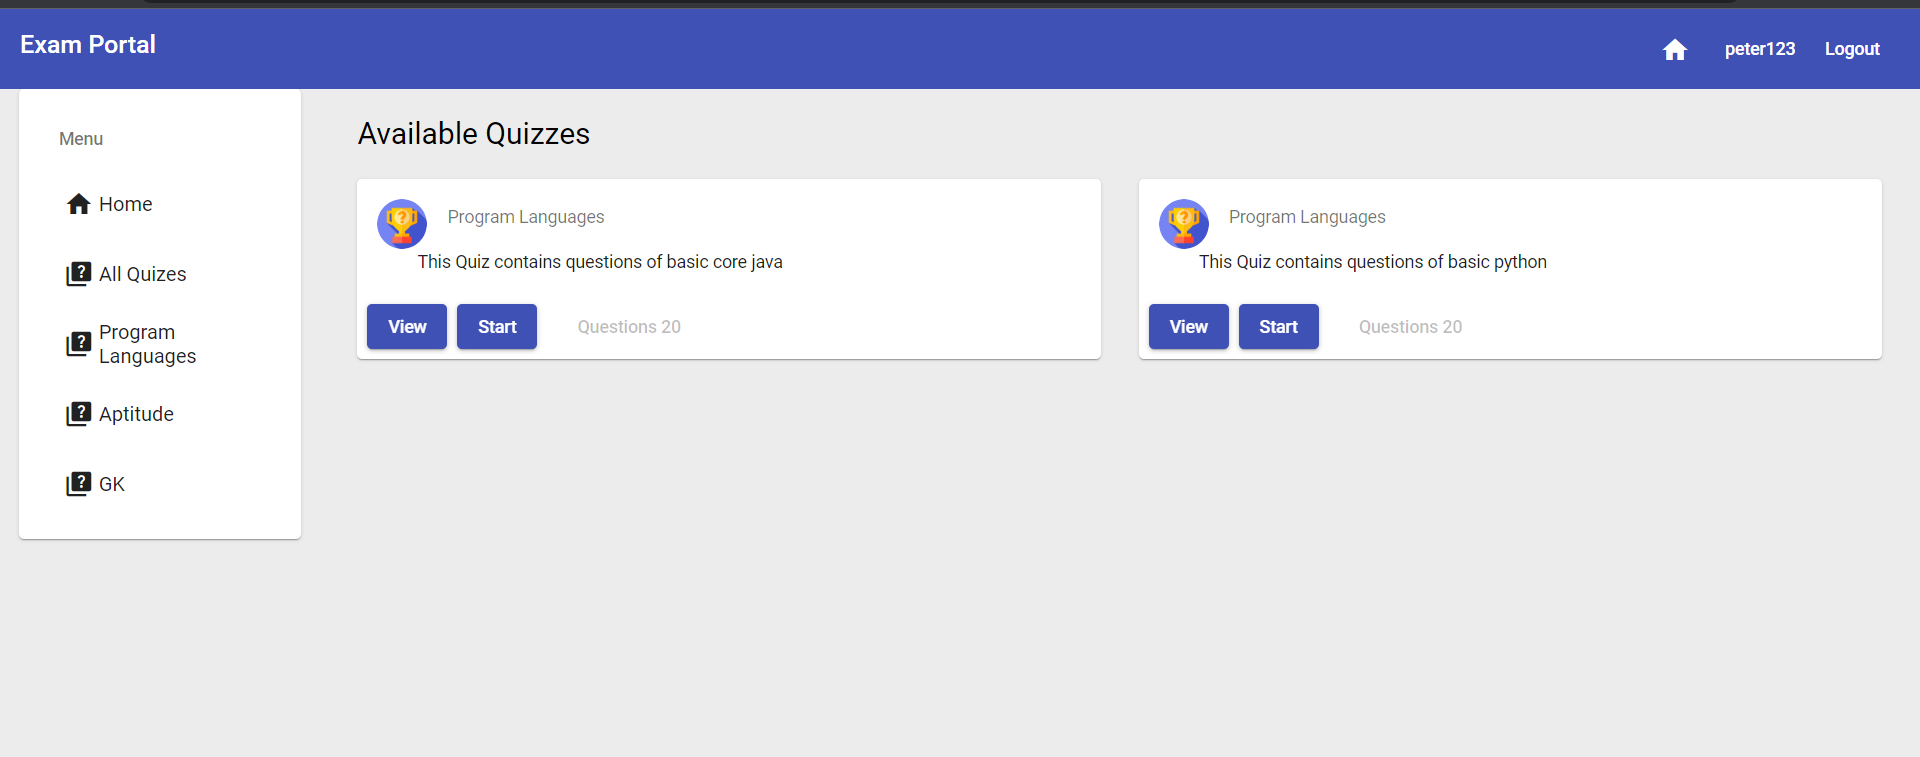 Exam Portal
peter123
Logout
Menu
Home
All Quizes
Program
Languages
Aptitude
GK
Available Quizzes
Program Languages
This Quiz contains questions of basic core java
View
Start
Questions 20
Program Languages
This Quiz contains questions of basic python
View
Start
Questions 20